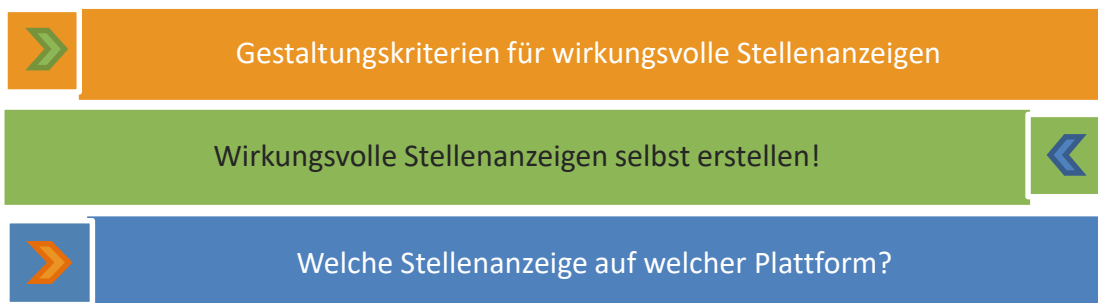 Gestaltungskriterien für wirkungsvolle Stellenanzeigen
Wirkungsvolle Stellenanzeigen selbst erstellen!
Welche Stellenanzeige auf welcher Plattform?